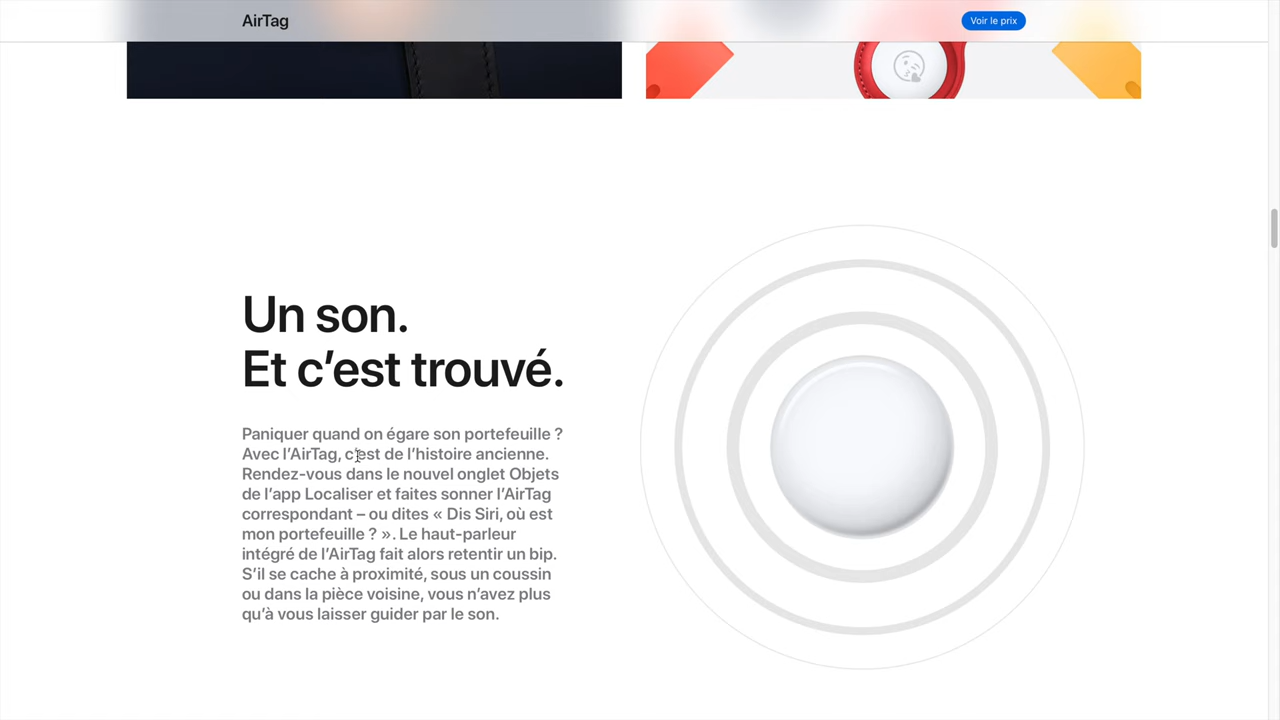 AirTag
Voir le prix
Un son.
Et c’est trouvé.
Paniquer quand on égare son portefeuille ?
Avec l’AirTag, c’est de l’histoire ancienne.
Rendez-vous dans le nouvel onglet Objets
de l’app Localiser et faites sonner l’AirTag
correspondant – ou dites « Dis Siri, où est
mon portefeuille ? ». Le haut-parleur
intégré de l’AirTag fait alors retentir un bip.
S’il se cache à proximité, sous un coussin
ou dans la pièce voisine, vous n’avez plus
qu’à vous laisser guider par le son.